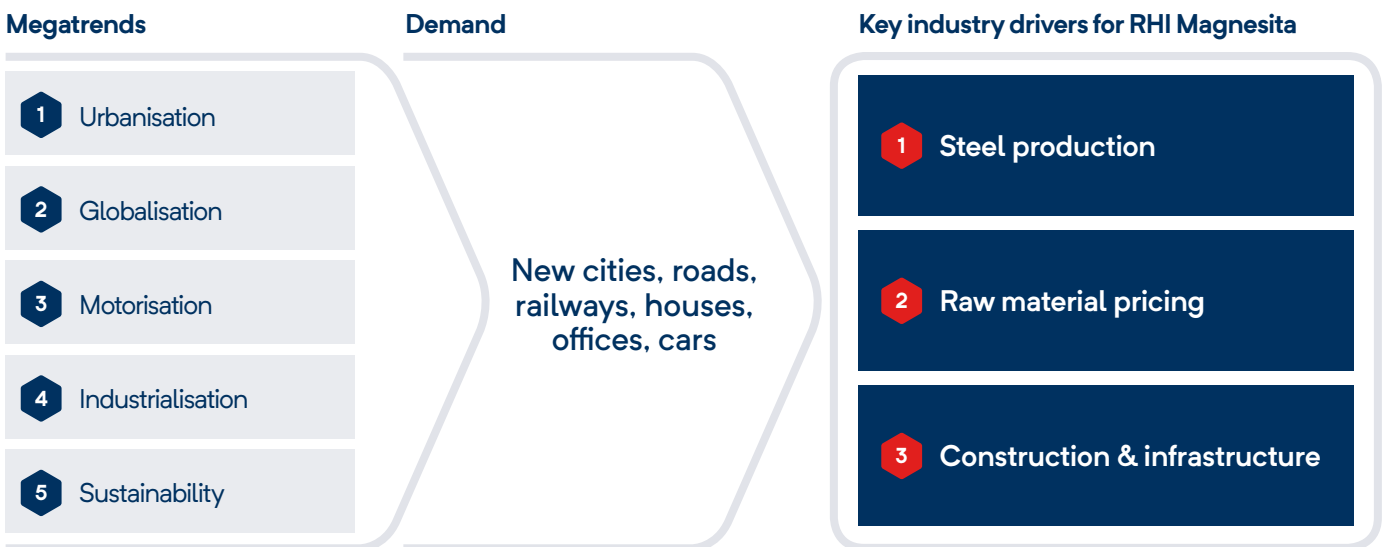 Megatrends
1 Urbanisation
2 Globalisation
3 Motorisation
4 Industrialisation
5 Sustainability
Demand
New cities, roads,
railways, houses,
offices, cars
Key industry drivers for RHI Magnesita
1 Steel production
2 Raw material pricing
3 Construction & infrastructure